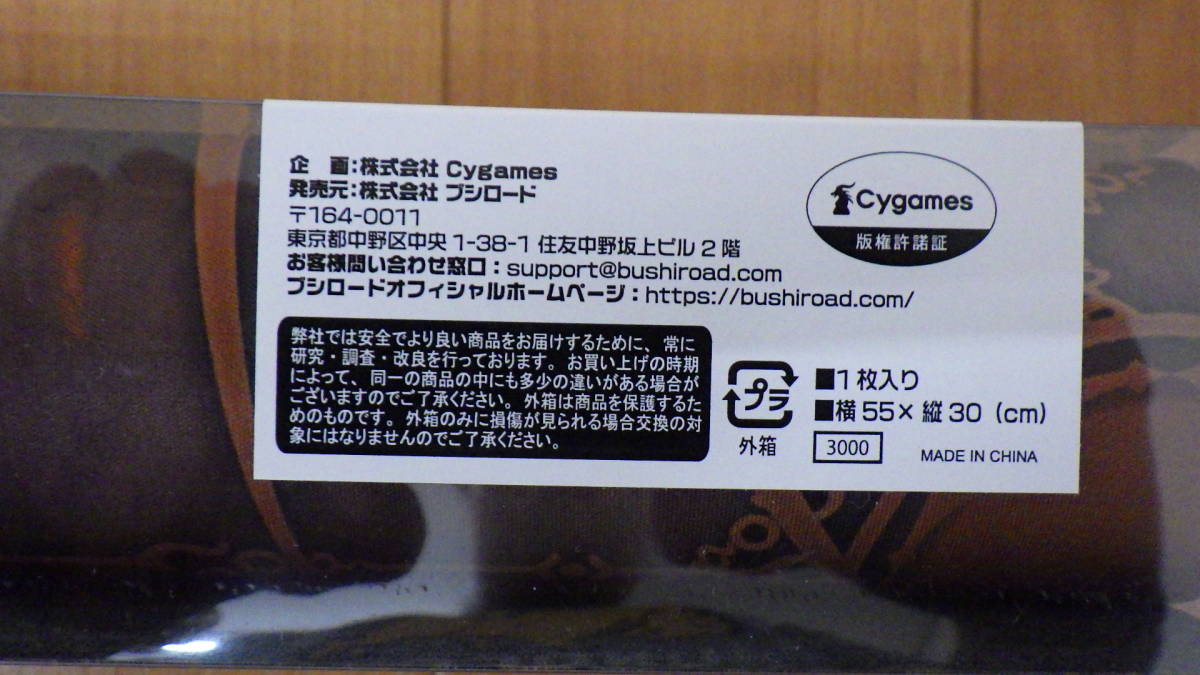 企　画：株式会社 Cygames
発売元：株式会社 ブシロード
〒164-0011
東京都中野区中央 1-38-1 住友中野坂上ビル 2 階
お客様問い合わせ窓口：support@bushiroad.com
ブシロードオフィシャルホームページ：https://bushiroad.com/
Cygames
版権許諾証
弊社では安全でより良い商品をお届けするために、常に
研究・調査・改良を行っております。お買い上げの時期
によって、同一の商品の中にも多少の違いがある場合が
ございますのでご了承ください。外箱は商品を保護するた
めのものです。外箱のみに損傷が見られる場合交換の対
象にはなりませんのでご了承ください。
プラ
外箱
■1 枚入り
■横 55× 縦 30（cm）
3000
MADE IN CHINA